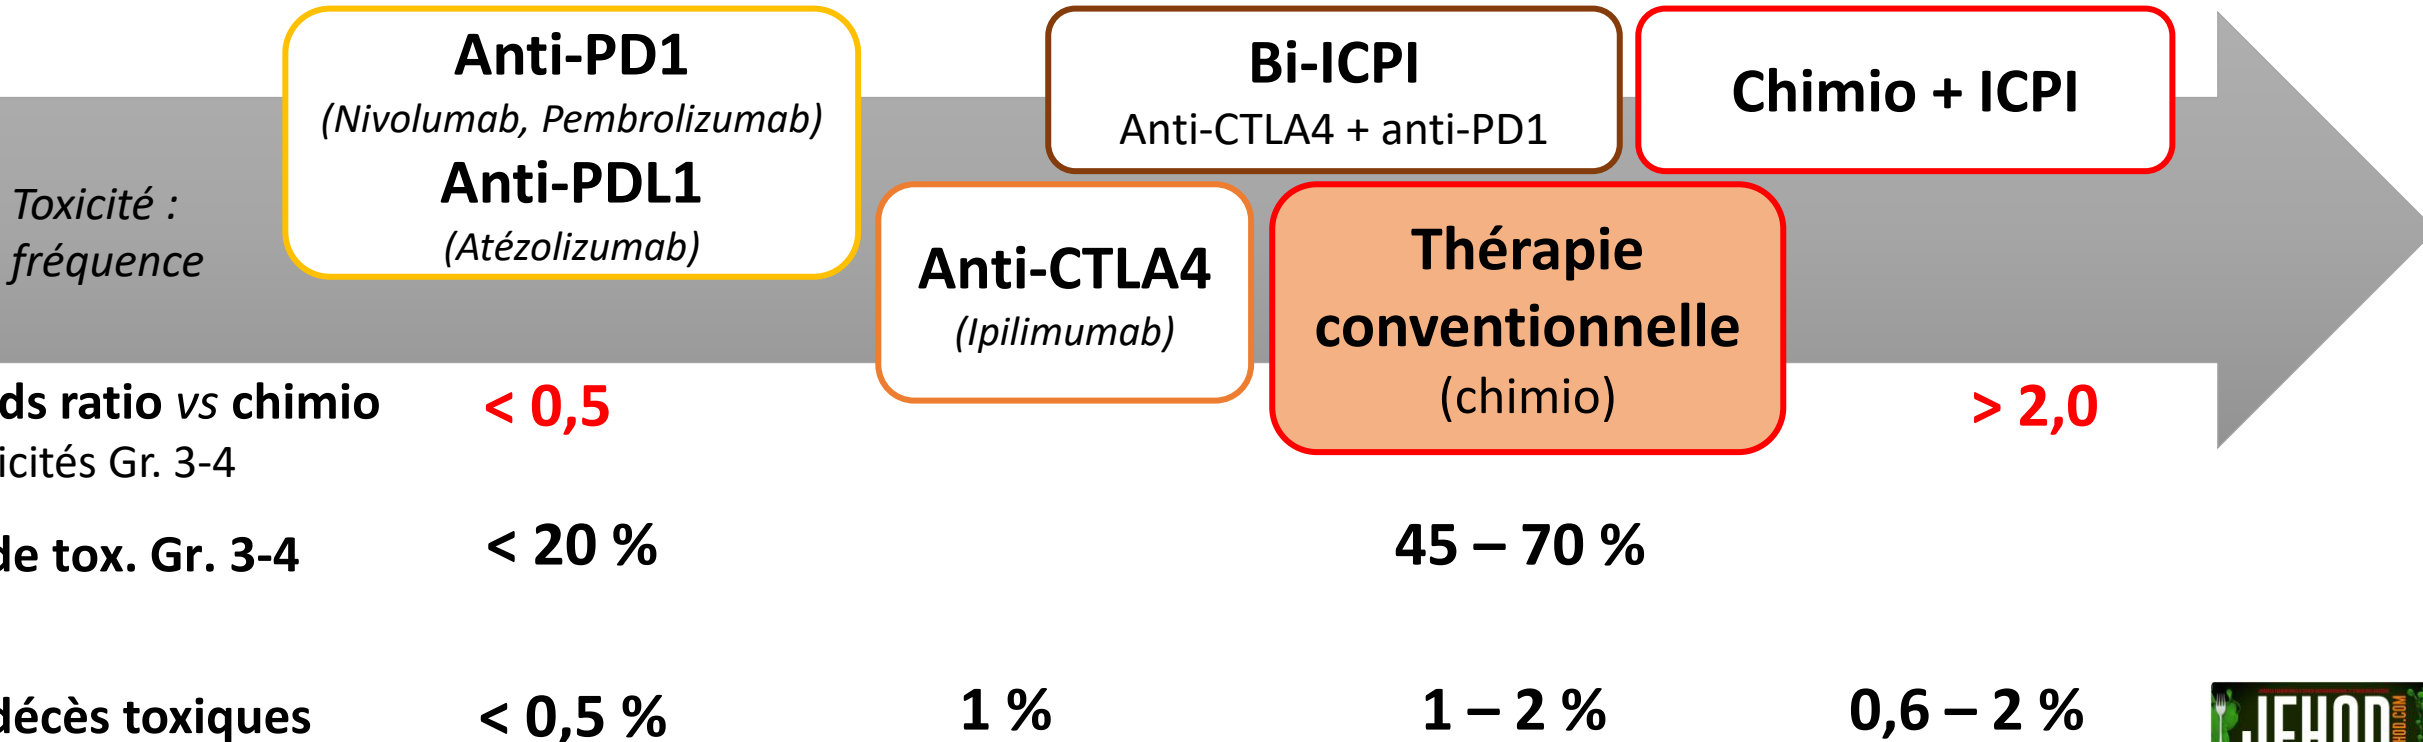 Anti-PD1
(Nivolumab, Pembrolizumab)
Anti-PDL1
(Atézolizumab)
Bi-ICPI
Anti-CTLA4 + anti-PD1
Chimio + ICPI
Toxicité :
fréquence
Anti-CTLA4
(Ipilimumab)
Thérapie
conventionnelle
(chimio)
ds ratio vs chimio
< 0,5
> 2,0
icités Gr. 3-4
de tox. Gr. 3-4
< 20 %
45 – 70 %
décès toxiques
< 0,5 %
1 %
1 – 2 %
0,6 – 2 %